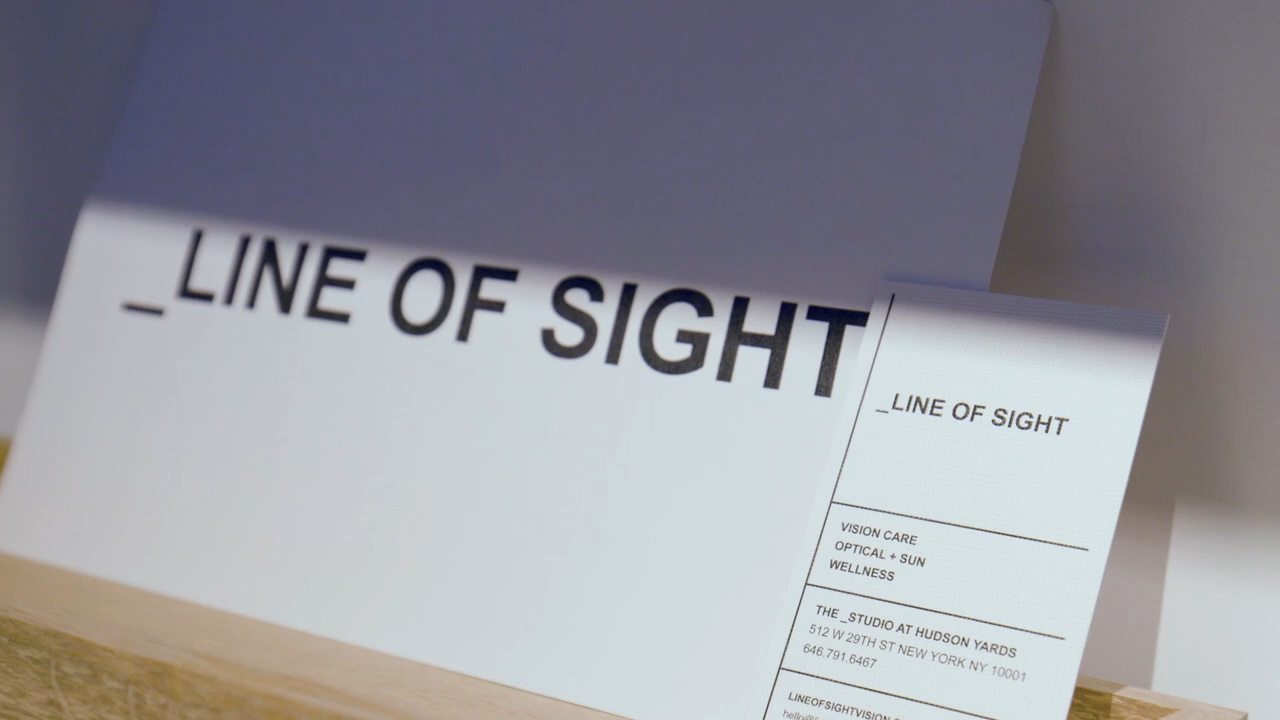 _LINE OF SIGHT
_LINE OF SIGHT
VISION CARE
OPTICAL + SUN
WELLNESS
THE _STUDIO AT HUDSON YARDS
512 W 29TH ST NEW YORK NY 10001
646.791.6467